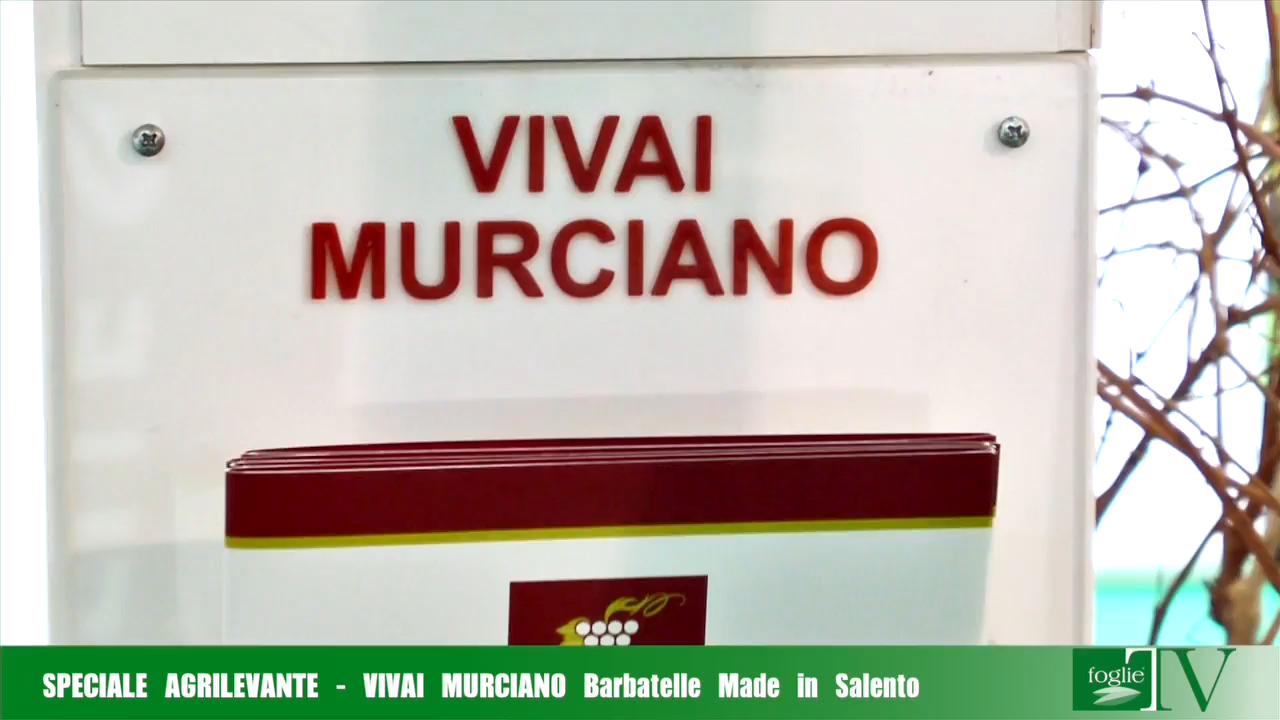 VIVAI
MURCIANO
SPECIALE AGRILEVANTE - VIVAI MURCIANO Barbatelle Made in Salento
foglie TV